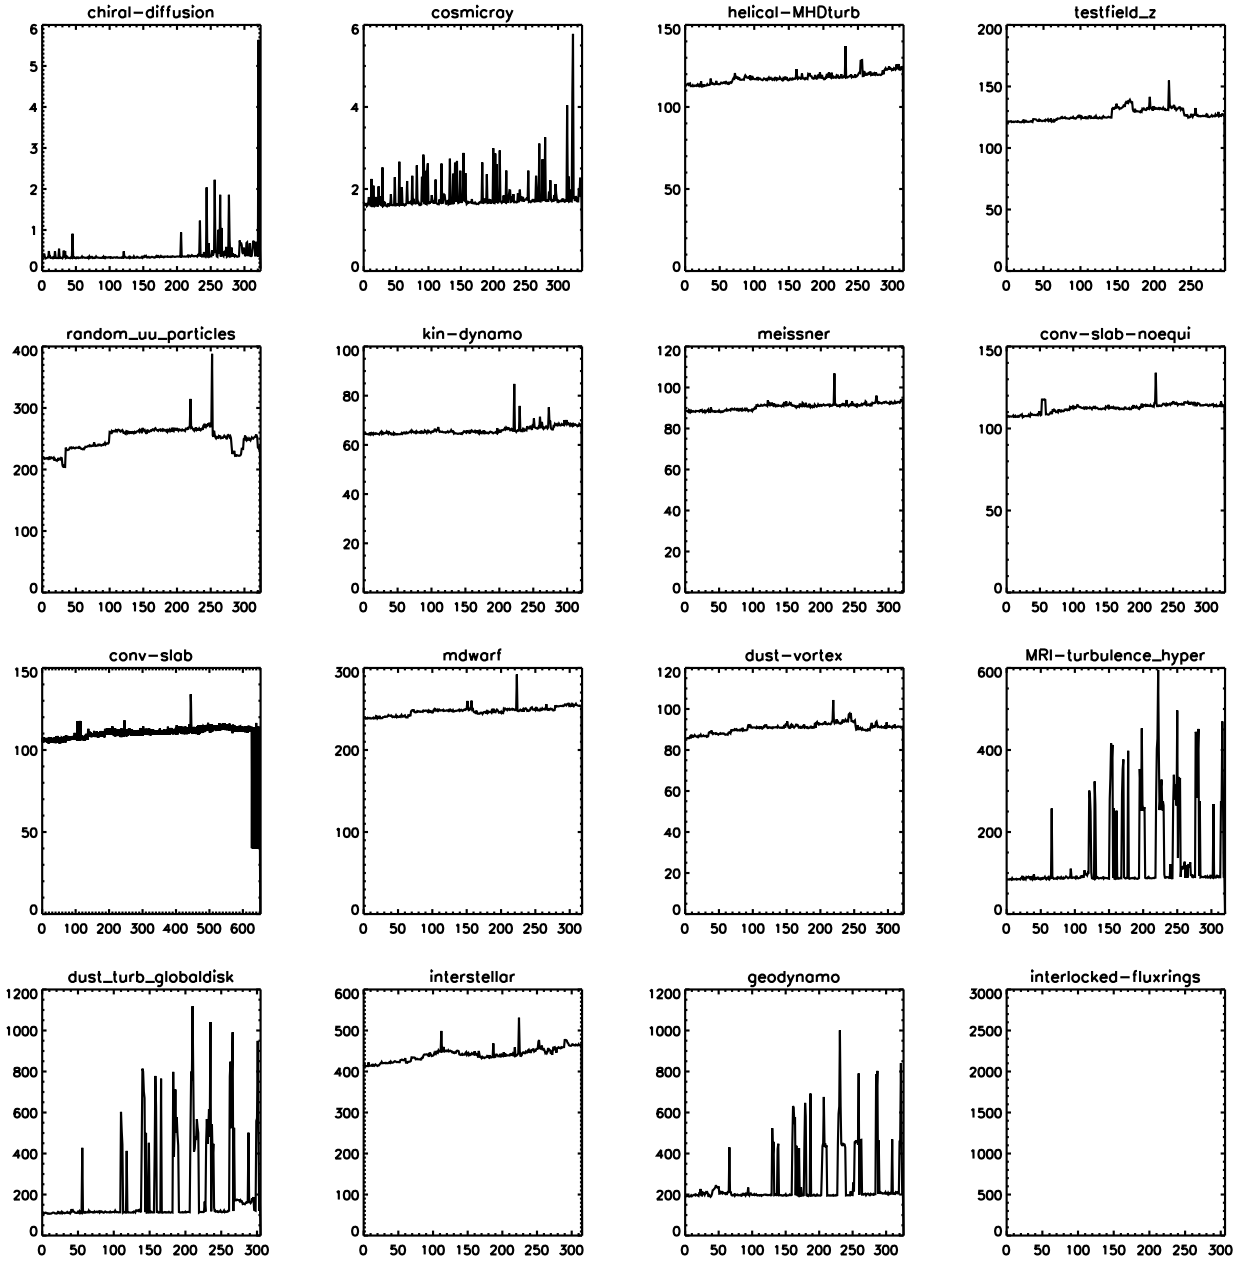 chiral-diffusion cosmicray helical-MHDturb testfield_z
6 6 150 200
5 150
4 4 100
3 100
2 2 50
1 50
0 0 0 0
0 50 100 150 200 250 300 0 50 100 150 200 250 300 0 50 100 150 200 250 300 0 50 100 150 200 250
random_uu_particles kin-dynamo meissner conv-slab-noequi
400 100 120 150
300 80 100 100
200 60 80 50
100 40 60 0
0 20 40
0 20
0
0 50 100 150 200 250 300 0 50 100 150 200 250 300 0 50 100 150 200 250 300 0 50 100 150 200 250 300
conv-slab mdwarf dust-vortex MRI-turbulence_hyper
150 300 120 600
100 200 100 400
50 100 80 200
0 0 60 0
40
20
0
0 100 200 300 400 500 600 0 50 100 150 200 250 300 0 50 100 150 200 250 300 0 50 100 150 200 250 300
dust_turb_globaldisk interstellar geodynamo interlocked-fluxrings
1200 600 1200 3000
1000 500 1000 2500
800 400 800 2000
600 300 600 1500
400 200 400 1000
200 100 200 500
0 0 0 0
0 50 100 150 200 250 300 0 50 100 150 200 250 300 0 50 100 150 200 250 300 0 50 100 150 200 250 300